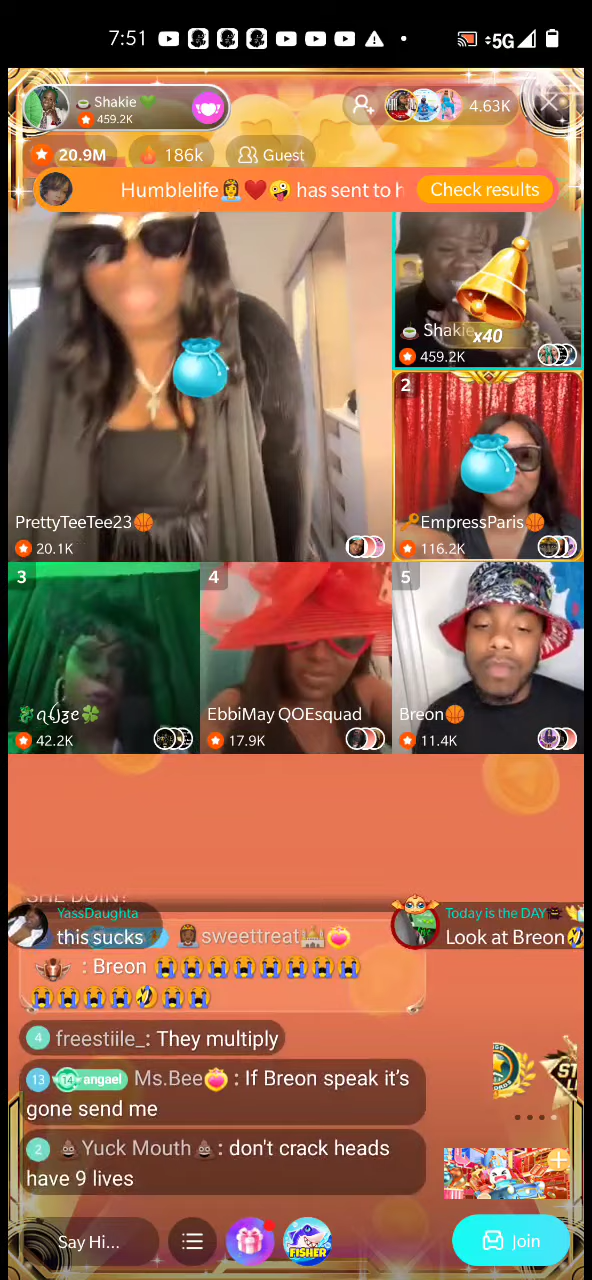 7:51
5G
Shakie
459.2K
4.63K
20.9M
186k
Guest
Humblelife👸❤️🤪 has sent to h
Check results
Shakie
x40
459.2K
2
PrettyTeeTee23🏀
20.1K
🔑EmpressParis🏀
116.2K
3
4
5
42.2K
EbbiMay QOEsquad
17.9K
Breon🏀
11.4K
SHE DOIN?
YassDaughta
this sucks
Today is the DAY
Look at Breon🤣
sweettreat
: Breon 😭😭😭😭😭😭😭😭
😭😭😭😭🤣😭😭
4 freestiile_: They multiply
13 14 angael Ms.Bee : If Breon speak it's
gone send me
2 💩Yuck Mouth💩: don't crack heads
have 9 lives
Say Hi...
FISHER
Join